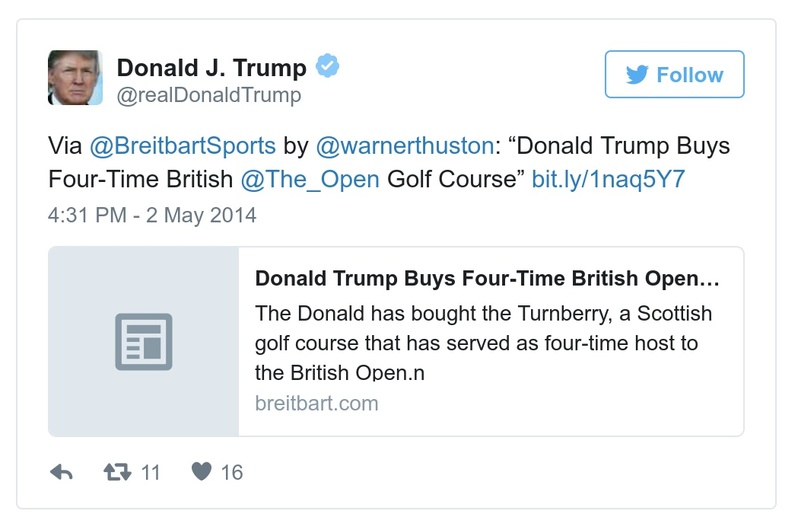 Donald J. Trump
@realDonaldTrump
Follow
Via @BreitbartSports by @warnerthuston: “Donald Trump Buys
Four-Time British @The_Open Golf Course” bit.ly/1naq5Y7
4:31 PM - 2 May 2014
Donald Trump Buys Four-Time British Open…
The Donald has bought the Turnberry, a Scottish
golf course that has served as four-time host to
the British Open.n
breitbart.com
11 16